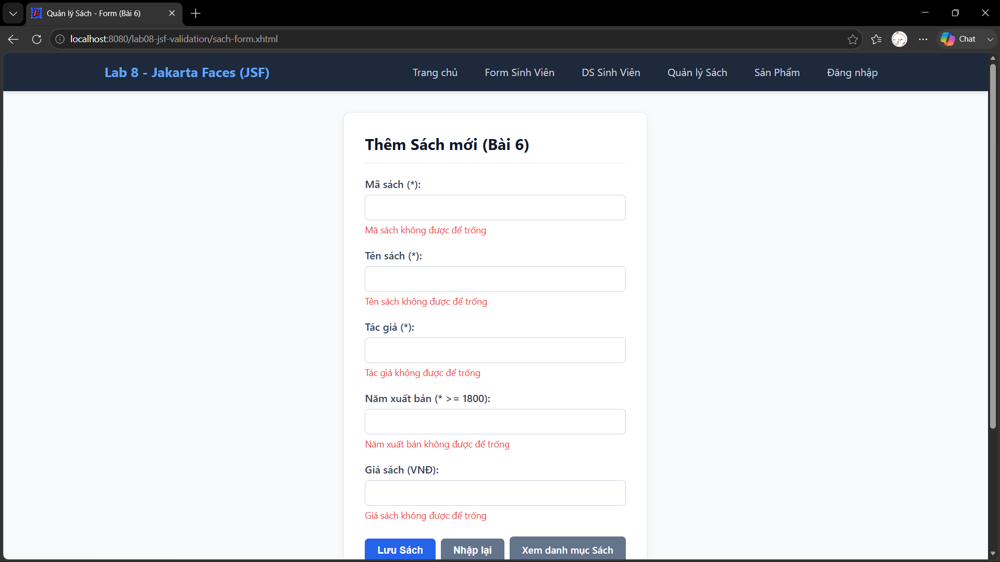 Quản lý Sách - Form (Bài 6)
localhost:8080/lab08-jsf-validation/sach-form.xhtml
Chat
Lab 8 - Jakarta Faces (JSF)
Trang chủ
Form Sinh Viên
DS Sinh Viên
Quản lý Sách
Sản Phẩm
Đăng nhập
Thêm Sách mới (Bài 6)
Mã sách (*):
Mã sách không được để trống
Tên sách (*):
Tên sách không được để trống
Tác giả (*):
Tác giả không được để trống
Năm xuất bản (* >= 1800):
Năm xuất bản không được để trống
Giá sách (VNĐ):
Giá sách không được để trống
Lưu Sách
Nhập lại
Xem danh mục Sách